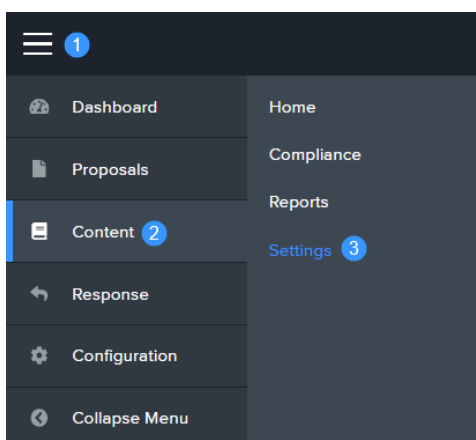 1
Dashboard
Proposals
Content 2
Response
Configuration
Collapse Menu
Home
Compliance
Reports
Settings 3